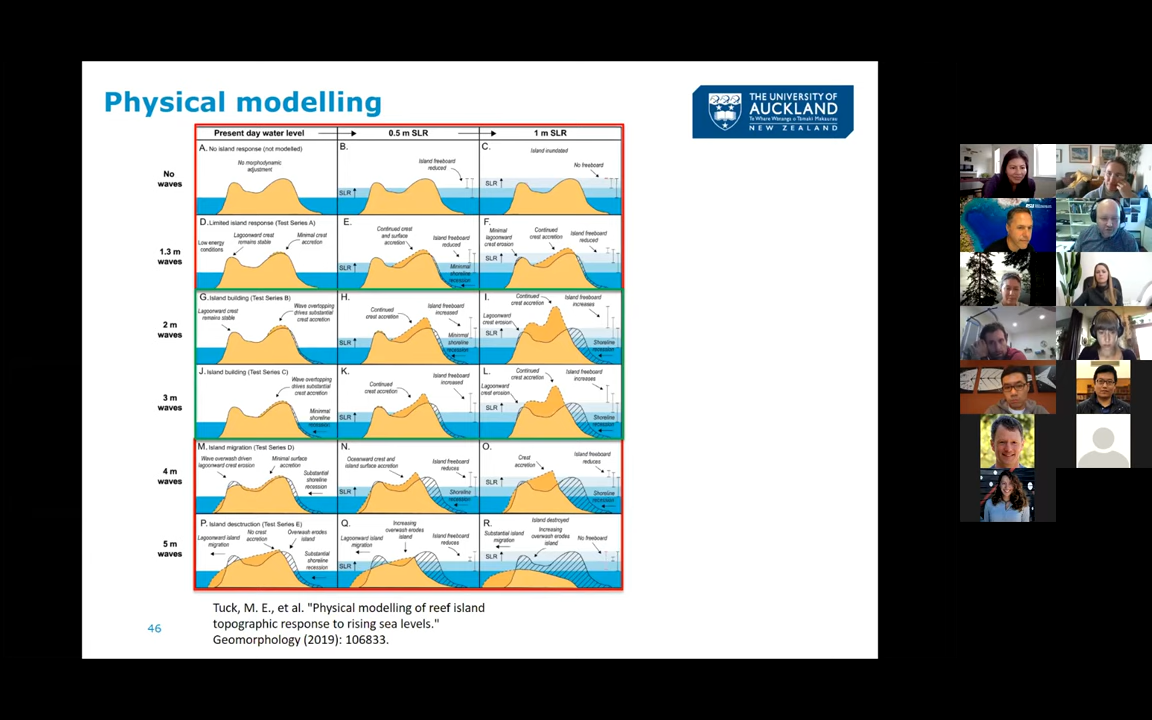 Physical modelling
THE UNIVERSITY OF
AUCKLAND
Te Whare Wānanga o Tāmaki Makaurau
NEW ZEALAND
Present day water level
0.5 m SLR
1 m SLR
No
waves
A. No island response (not modelled)
No morphodynamic
adjustment
B.
Island freeboard
reduced
SLR
C.
Island inundated
No freeboard
SLR
1.3 m
waves
D. Limited island response (Test Series A)
Low energy
conditions
Lagoonward crest
remains stable
Minimal crest
accretion
E.
Continued crest
and surface
accretion
Island freeboard
reduced
SLR
Minimal
shoreline
recession
F.
Minimal
lagoonward
crest erosion
Continued
crest accretion
Island freeboard
reduced
SLR
2 m
waves
G. Island building (Test Series B)
Lagoonward crest
remains stable
Wave overtopping
drives substantial
crest accretion
H.
Continued
crest accretion
Island freeboard
increased
SLR
Minimal
shoreline
recession
I.
Continued
crest accretion
Lagoonward
crest erosion
Island freeboard
increases
SLR
Shoreline
recession
3 m
waves
J. Island building (Test Series C)
Wave overtopping
drives substantial
crest accretion
Minimal
shoreline
recession
K.
Continued
crest accretion
Island freeboard
increased
SLR
L.
Continued
crest accretion
Lagoonward
crest erosion
Island freeboard
increases
SLR
Shoreline
recession
4 m
waves
M. Island migration (Test Series D)
Wave overwash driven
lagoonward crest erosion
Minimal surface
accretion
Substantial
shoreline
recession
N.
Oceanward crest and
island surface accretion
Island freeboard
reduces
SLR
Shoreline
recession
O.
Crest
accretion
Island freeboard
reduces
SLR
Shoreline
recession
5 m
waves
P. Island desctruction (Test Series E)
Lagoonward island
migration
No crest
accretion
Overwash erodes
island
Substantial
shoreline
recession
Q.
Lagoonward island
migration
Increasing
overwash erodes
island
Island freeboard
reduces
SLR
R.
Island destroyed
Substantial island
migration
Increasing
overwash erodes
island
No freeboard
SLR
Tuck, M. E., et al. "Physical modelling of reef island
topographic response to rising sea levels."
Geomorphology (2019): 106833.
46